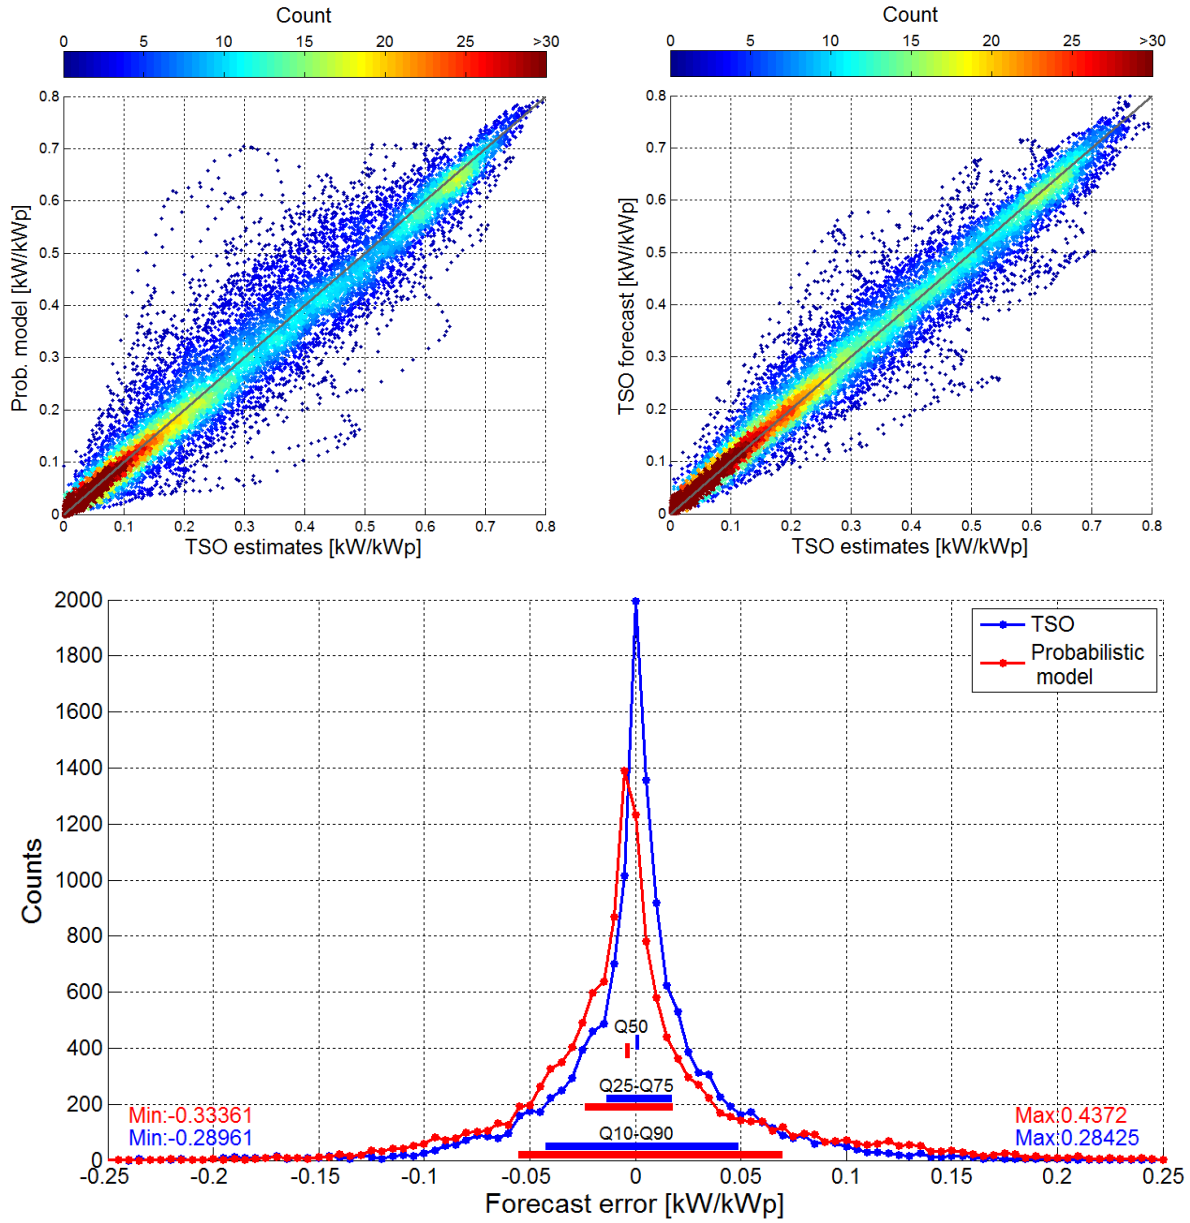 Count
0 5 10 15 20 25 >30
0.8
0.7
0.6
0.5
0.4
0.3
0.2
0.1
0
0 0.1 0.2 0.3 0.4 0.5 0.6 0.7 0.8
Prob. model [kW/kWp]
TSO estimates [kW/kWp]
Count
0 5 10 15 20 25 >30
0.8
0.7
0.6
0.5
0.4
0.3
0.2
0.1
0
0 0.1 0.2 0.3 0.4 0.5 0.6 0.7 0.8
TSO forecast [kW/kWp]
TSO estimates [kW/kWp]
2000
1800
1600
1400
1200
1000
800
600
400
200
0
Counts
TSO
Probabilistic
model
Q50
Q25-Q75
Q10-Q90
Min:-0.33361
Min:-0.28961
Max:0.4372
Max:0.28425
-0.25 -0.2 -0.15 -0.1 -0.05 0 0.05 0.1 0.15 0.2 0.25
Forecast error [kW/kWp]